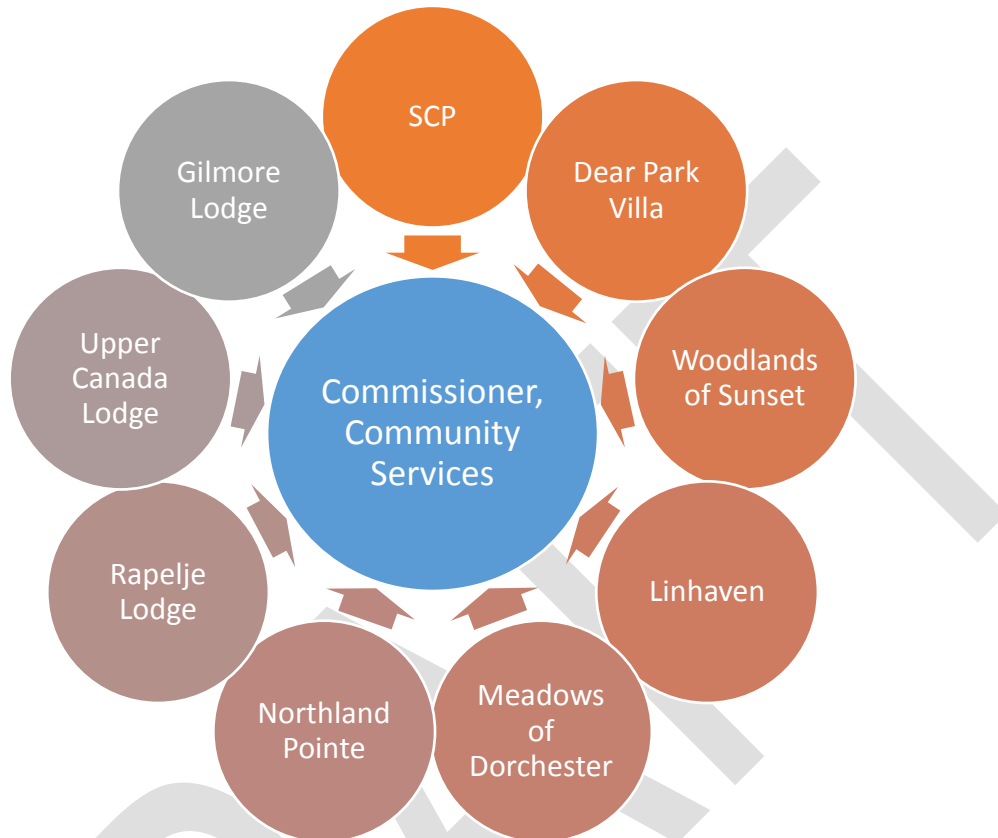 SCP
Dear Park
Villa
Woodlands
of Sunset
Linhaven
Meadows
of
Dorchester
Northland
Pointe
Rapelje
Lodge
Upper
Canada
Lodge
Gilmore
Lodge
Commissioner,
Community
Services